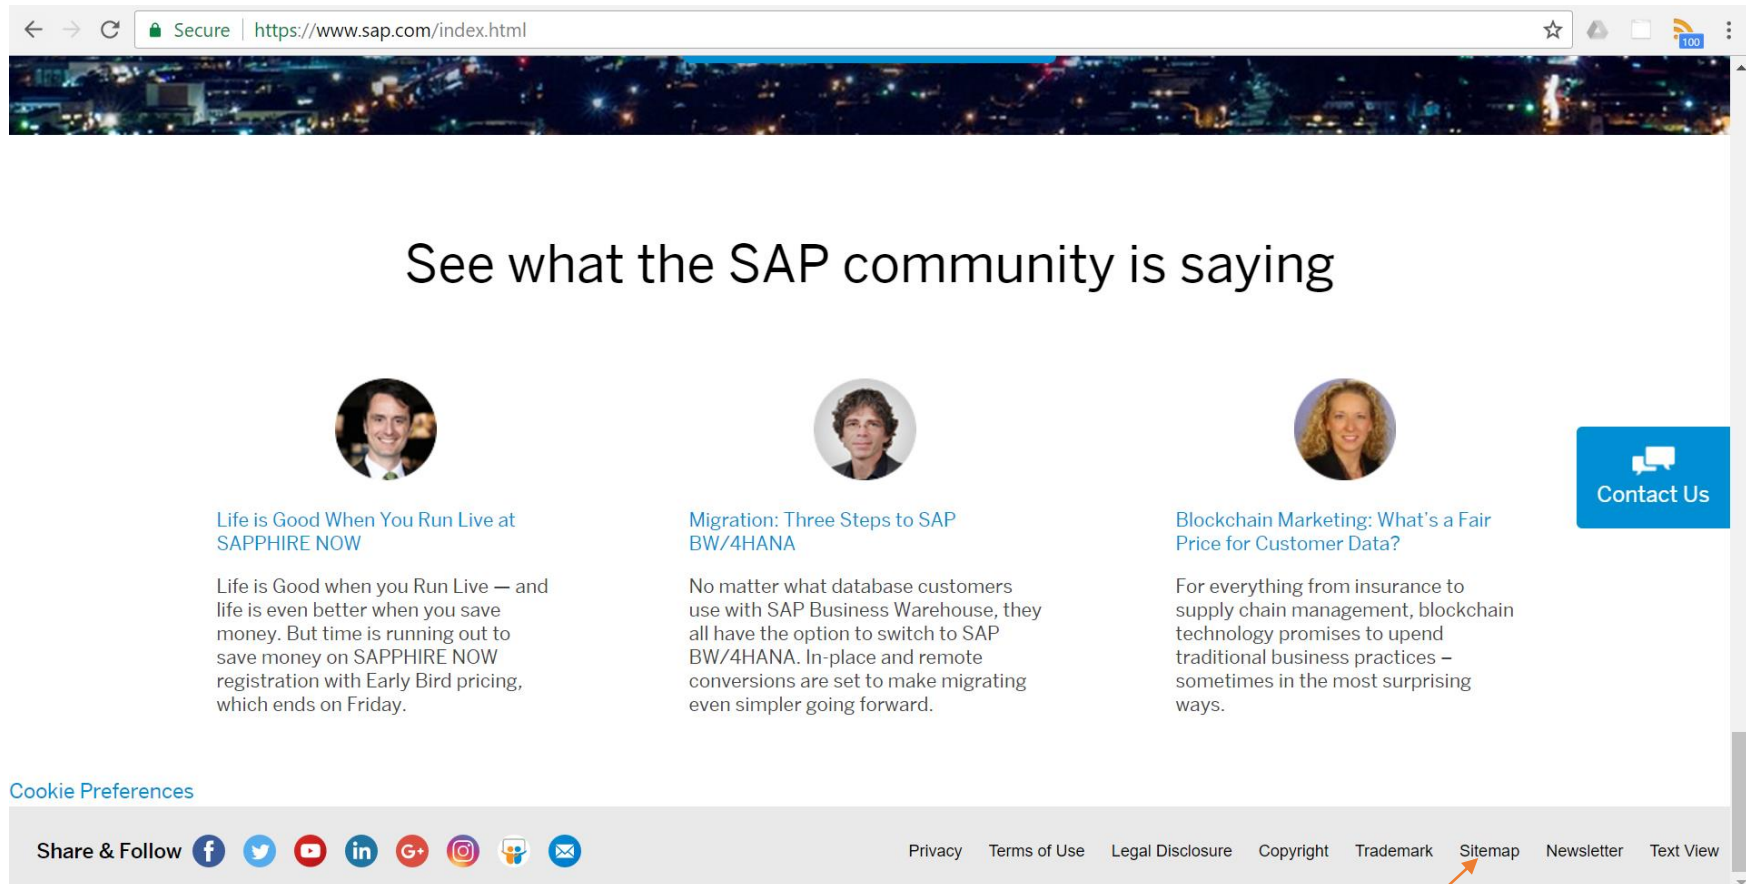 Secure https://www.sap.com/index.html
100
See what the SAP community is saying
Contact Us
Life is Good When You Run Live at
SAPPHIRE NOW
Life is Good when you Run Live — and
life is even better when you save
money. But time is running out to
save money on SAPPHIRE NOW
registration with Early Bird pricing,
which ends on Friday.
Migration: Three Steps to SAP
BW/4HANA
No matter what database customers
use with SAP Business Warehouse, they
all have the option to switch to SAP
BW/4HANA. In-place and remote
conversions are set to make migrating
even simpler going forward.
Blockchain Marketing: What's a Fair
Price for Customer Data?
For everything from insurance to
supply chain management, blockchain
technology promises to upend
traditional business practices –
sometimes in the most surprising
ways.
Cookie Preferences
Share & Follow f in G+ Privacy Terms of Use Legal Disclosure Copyright Trademark Sitemap Newsletter Text View